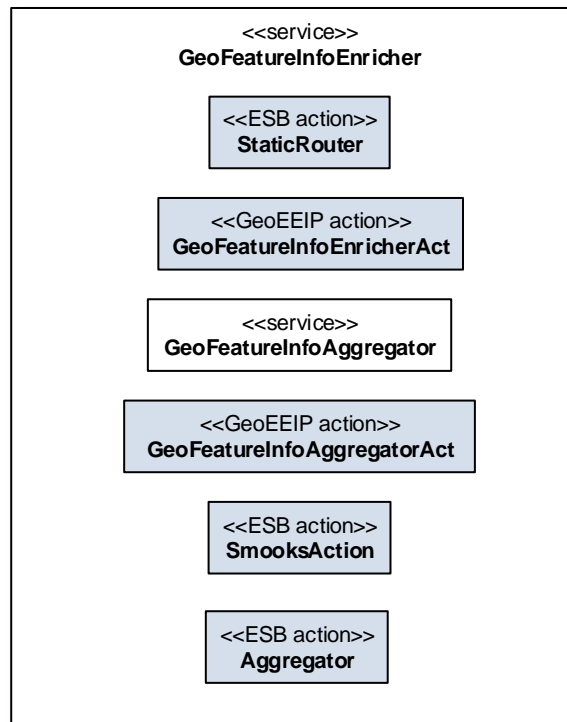 <<service>>
GeoFeatureInfoEnricher
<<ESB action>>
StaticRouter
<<GeoEEIP action>>
GeoFeatureInfoEnricherAct
<<service>>
GeoFeatureInfoAggregator
<<GeoEEIP action>>
GeoFeatureInfoAggregatorAct
<<ESB action>>
SmooksAction
<<ESB action>>
Aggregator